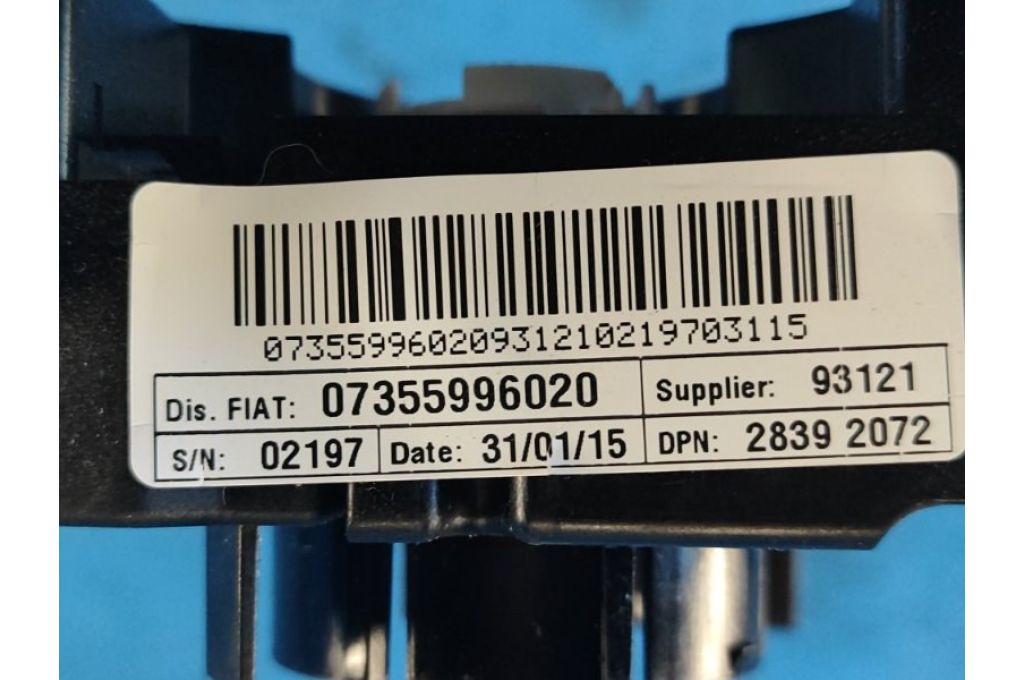 07355996020931210219703115
Dis. FIAT: 07355996020 Supplier: 93121
S/N: 02197 Date: 31/01/15 DPN: 2839 2072